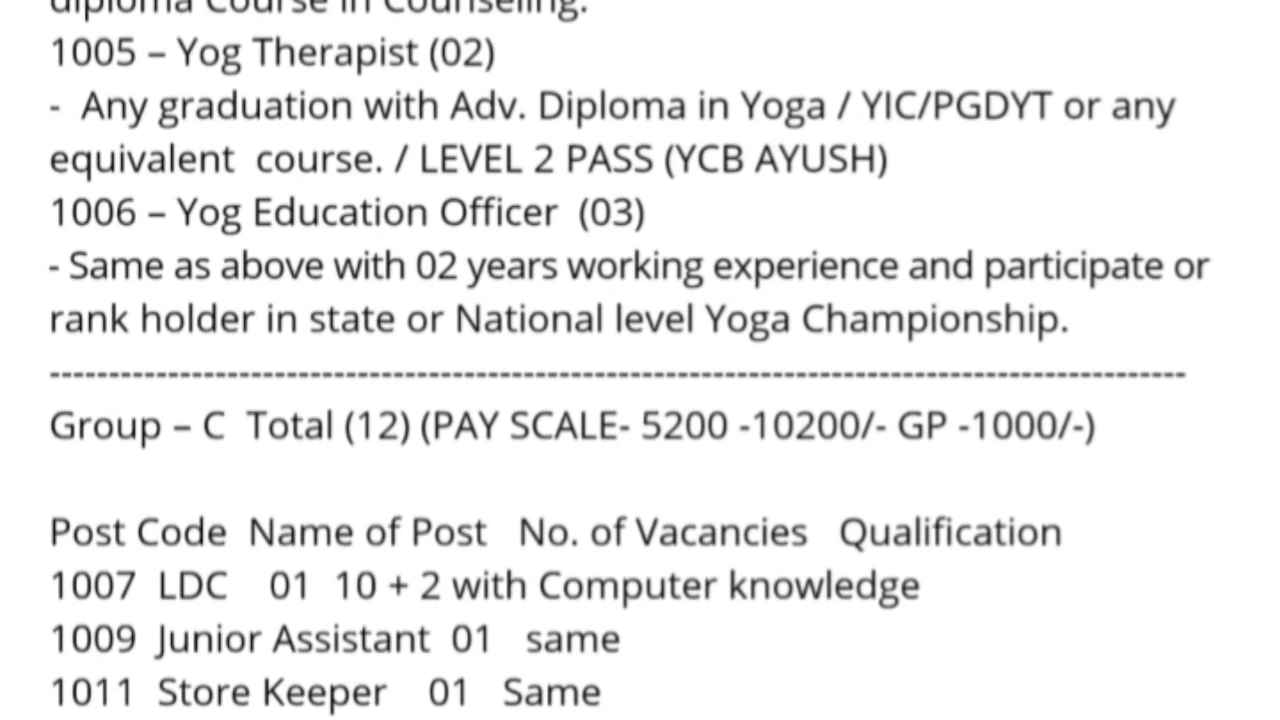 diploma Course in Counseling.
1005 – Yog Therapist (02)
-  Any graduation with Adv. Diploma in Yoga / YIC/PGDYT or any
equivalent  course. / LEVEL 2 PASS (YCB AYUSH)
1006 – Yog Education Officer  (03)
- Same as above with 02 years working experience and participate or
rank holder in state or National level Yoga Championship.
------------------------------------------------------------------------------------------------
Group – C  Total (12) (PAY SCALE- 5200 -10200/- GP -1000/-)
Post Code  Name of Post   No. of Vacancies   Qualification
1007  LDC    01  10 + 2 with Computer knowledge
1009  Junior Assistant  01   same
1011  Store Keeper    01   Same